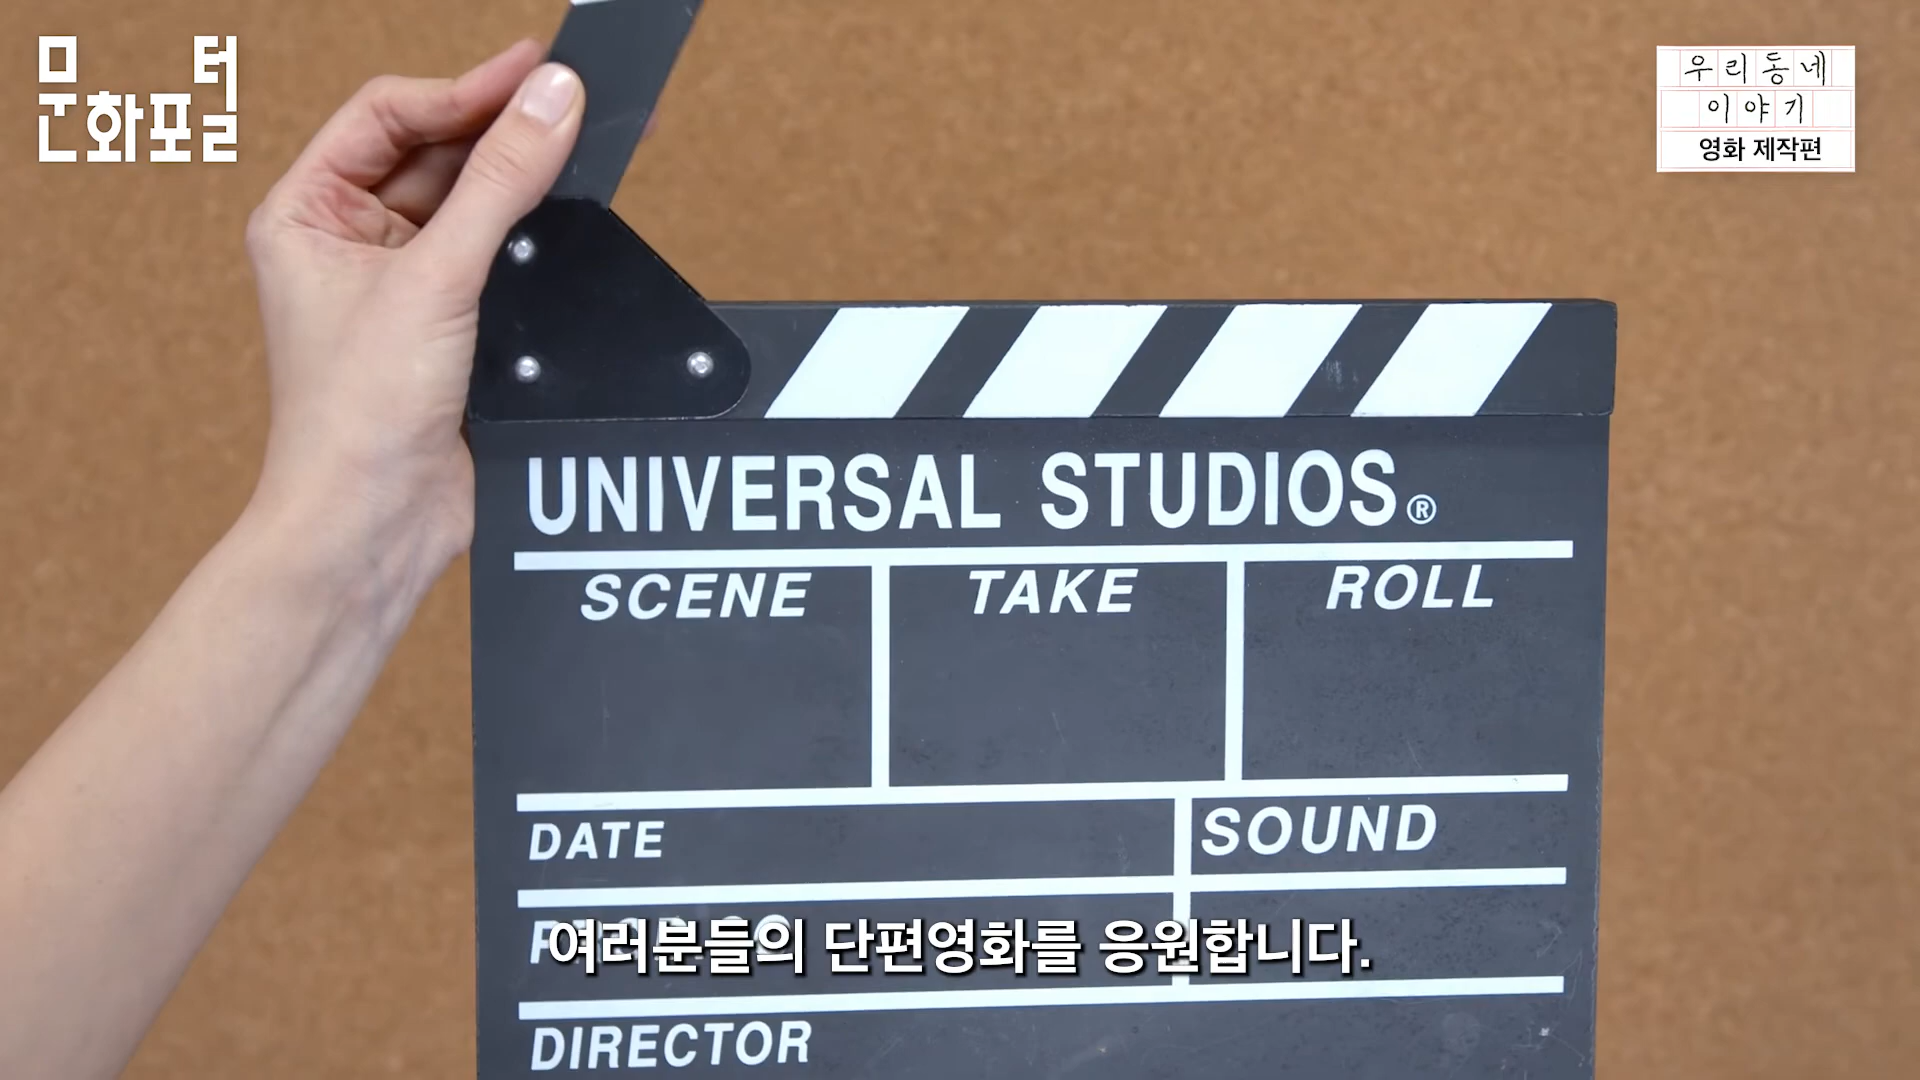 문화포털
우리동네
이야기
영화 제작편
UNIVERSAL STUDIOS®
SCENE
TAKE
ROLL
DATE
SOUND
여러분들의 단편영화를 응원합니다.
DIRECTOR